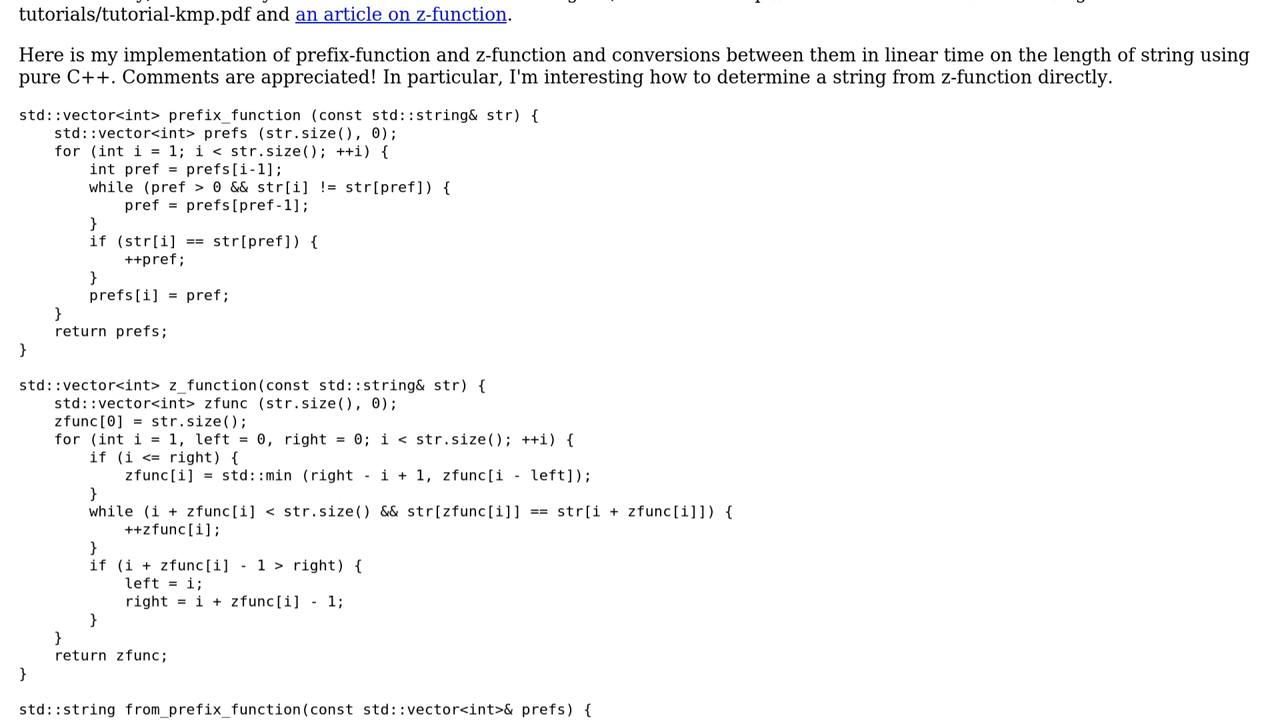 tutorials/tutorial-kmp.pdf and an article on z-function.
Here is my implementation of prefix-function and z-function and conversions between them in linear time on the length of string using
pure C++. Comments are appreciated! In particular, I'm interesting how to determine a string from z-function directly.
std::vector<int> prefix_function (const std::string& str) {
    std::vector<int> prefs (str.size(), 0);
    for (int i = 1; i < str.size(); ++i) {
        int pref = prefs[i-1];
        while (pref > 0 && str[i] != str[pref]) {
            pref = prefs[pref-1];
        }
        if (str[i] == str[pref]) {
            ++pref;
        }
        prefs[i] = pref;
    }
    return prefs;
}
std::vector<int> z_function(const std::string& str) {
    std::vector<int> zfunc (str.size(), 0);
    zfunc[0] = str.size();
    for (int i = 1, left = 0, right = 0; i < str.size(); ++i) {
        if (i <= right) {
            zfunc[i] = std::min (right - i + 1, zfunc[i - left]);
        }
        while (i + zfunc[i] < str.size() && str[zfunc[i]] == str[i + zfunc[i]]) {
            ++zfunc[i];
        }
        if (i + zfunc[i] - 1 > right) {
            left = i;
            right = i + zfunc[i] - 1;
        }
    }
    return zfunc;
}
std::string from_prefix_function(const std::vector<int>& prefs) {